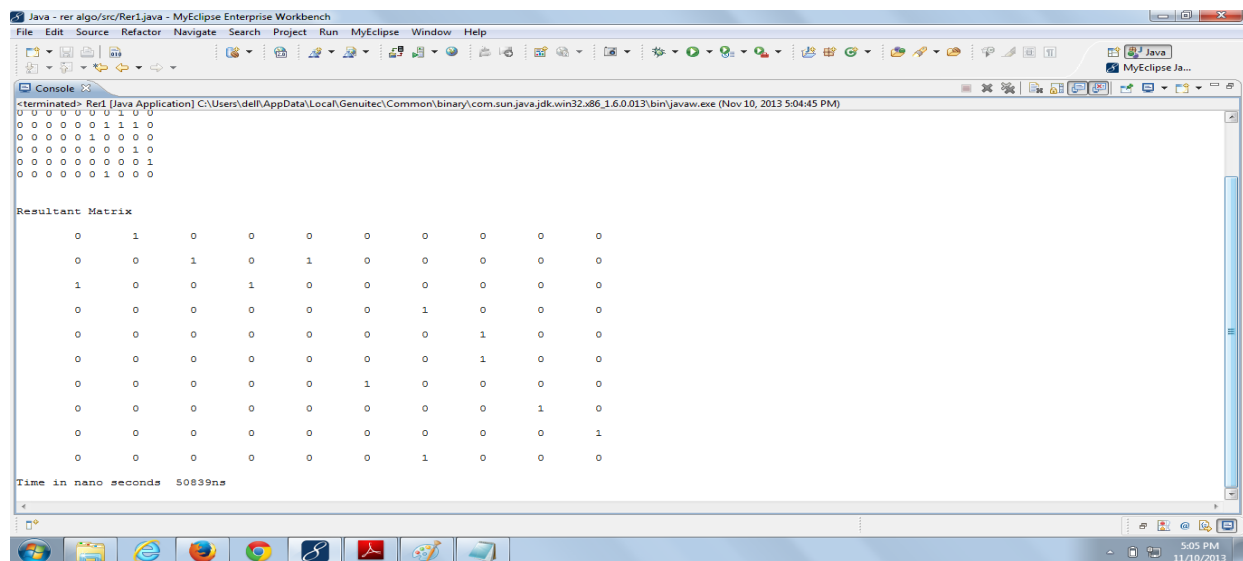 Java - rer algo/src/Rer1.java - MyEclipse Enterprise Workbench
File Edit Source Refactor Navigate Search Project Run MyEclipse Window Help
Java
MyEclipse Ja...
Console
<terminated> Rer1 [Java Application] C:\Users\dell\AppData\Local\Genuitec\Common\binary\com.sun.java.jdk.win32.x86_1.6.0.013\bin\javaw.exe (Nov 10, 2013 5:04:45 PM)
0 0 0 0 0 0 0 1 0 0
0 0 0 0 0 0 1 1 1 0
0 0 0 0 0 1 0 0 0 0
0 0 0 0 0 0 0 0 1 0
0 0 0 0 0 0 0 0 0 1
0 0 0 0 0 0 1 0 0 0
Resultant Matrix
0 1 0 0 0 0 0 0 0 0
0 0 1 0 1 0 0 0 0 0
1 0 0 1 0 0 0 0 0 0
0 0 0 0 0 0 1 0 0 0
0 0 0 0 0 0 0 1 0 0
0 0 0 0 0 0 0 1 0 0
0 0 0 0 0 1 0 0 0 0
0 0 0 0 0 0 0 0 1 0
0 0 0 0 0 0 0 0 0 1
0 0 0 0 0 0 1 0 0 0
Time in nano seconds 50839ns
5:05 PM
11/10/2013